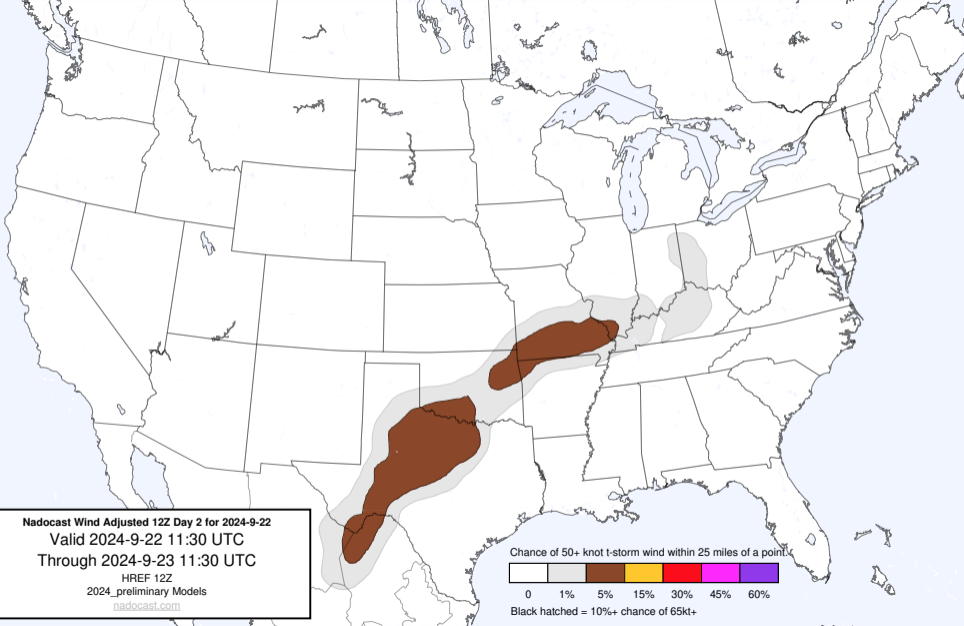 Nadocast Wind Adjusted 12Z Day 2 for 2024-9-22
Valid 2024-9-22 11:30 UTC
Through 2024-9-23 11:30 UTC
HREF 12Z
2024_preliminary Models
nadocast.com
Chance of 50+ knot t-storm wind within 25 miles of a point.
0 1% 5% 15% 30% 45% 60%
Black hatched = 10%+ chance of 65kt+